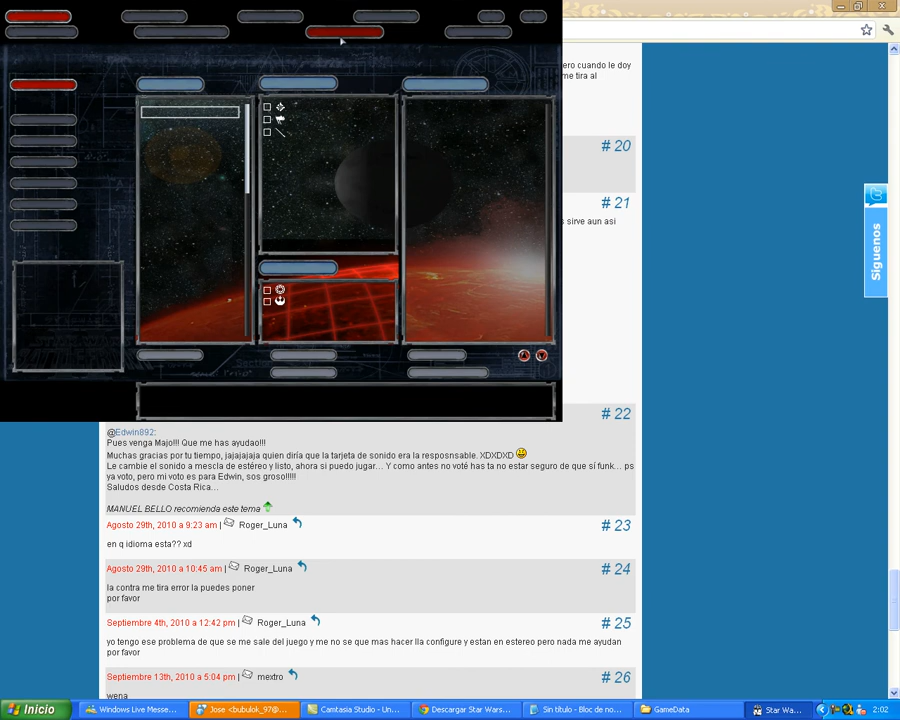 ero cuando le doy
me tira al
# 20
# 21
s sirve aun asi
Siguenos
# 22
@Edwin892:
Pues venga Majo!!! Que me has ayudao!!!
Muchas gracias por tu tiempo, jajajajaja quien diría que la tarjeta de sonido era la resposnsable. XDXDXD
Le cambie el sonido a mescla de estéreo y listo, ahora si puedo jugar... Y como antes no voté has ta no estar seguro de que sí funk... ps
ya voto, pero mi voto es para Edwin, sos groso!!!!!
Saludos desde Costa Rica...
MANUEL BELLO recomienda este tema
Agosto 29th, 2010 a 9:23 am | Roger_Luna
# 23
en q idioma esta?? xd
Agosto 29th, 2010 a 10:45 am | Roger_Luna
# 24
la contra me tira error la puedes poner
por favor
Septiembre 4th, 2010 a 12:42 pm | Roger_Luna
# 25
yo tengo ese problema de que se me sale del juego y me no se que mas hacer lla configure y estan en estereo pero nada me ayudan
por favor
Septiembre 13th, 2010 a 5:04 pm | mextro
# 26
wena
Inicio
Windows Live Messe...
Jose <bubulok_97@...
Camtasia Studio - Un...
Descargar Star Wars...
Sin título - Bloc de no...
GameData
Star Wa...
2:02